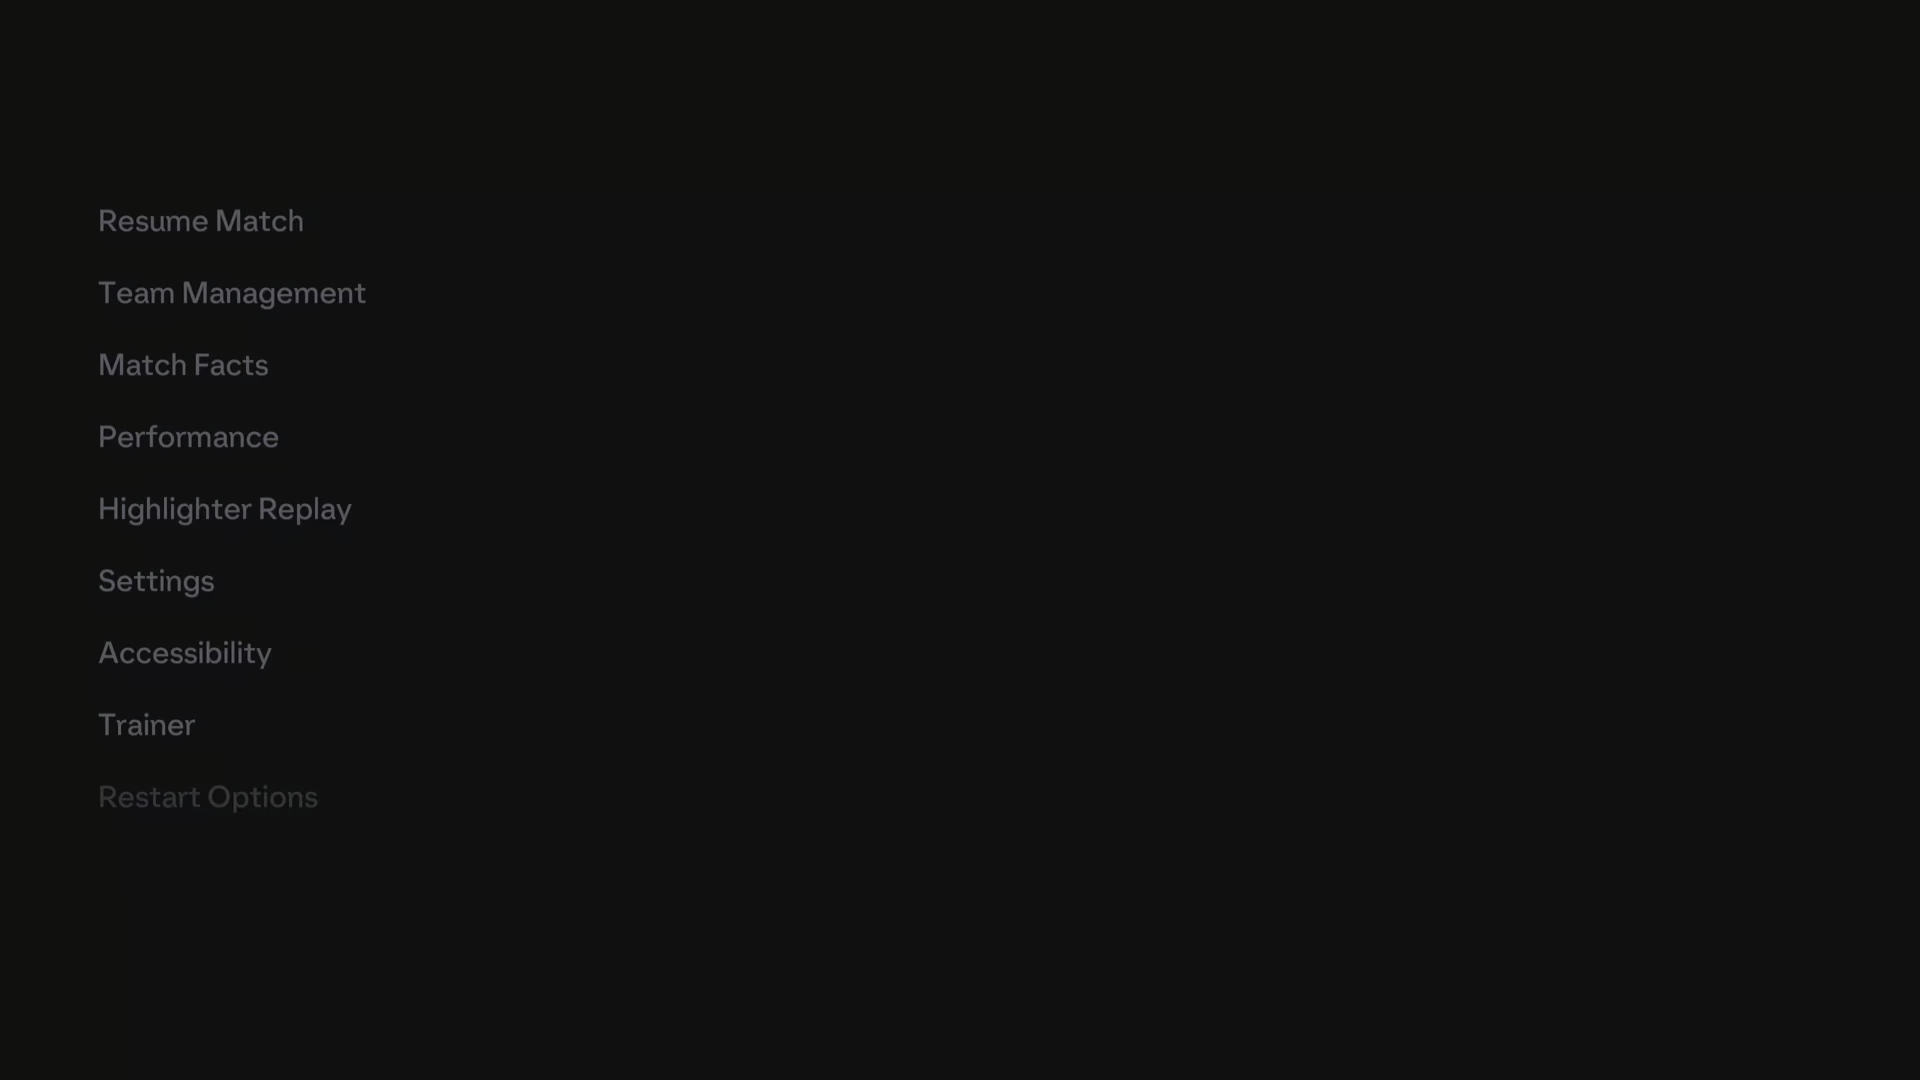 Resume Match
Team Management
Match Facts
Performance
Highlighter Replay
Settings
Accessibility
Trainer
Restart Options